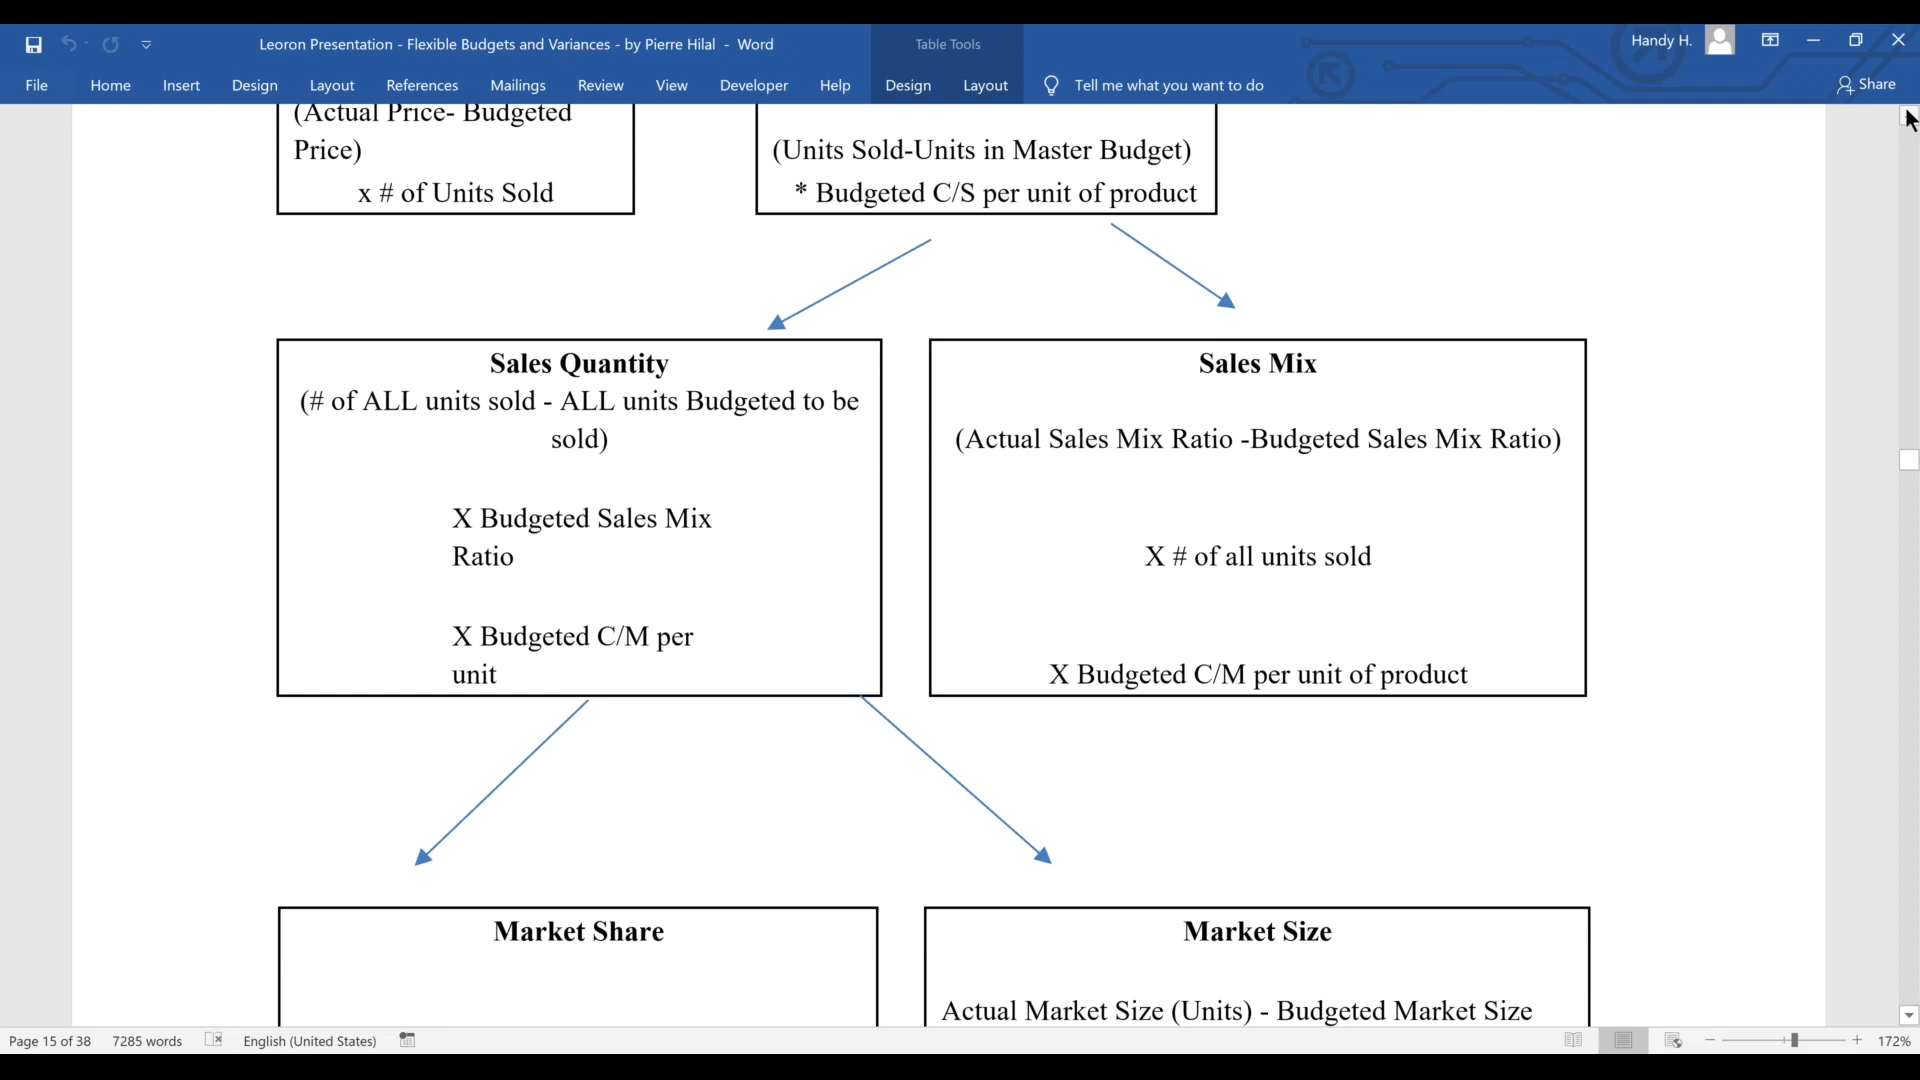 Leoron Presentation - Flexible Budgets and Variances - by Pierre Hilal - Word
Table Tools
Handy H.
File Home Insert Design Layout References Mailings Review View Developer Help Design Layout Tell me what you want to do Share
(Actual Price- Budgeted
Price)
x # of Units Sold
(Units Sold-Units in Master Budget)
* Budgeted C/S per unit of product
Sales Quantity
(# of ALL units sold - ALL units Budgeted to be
sold)
X Budgeted Sales Mix
Ratio
X Budgeted C/M per
unit
Sales Mix
(Actual Sales Mix Ratio -Budgeted Sales Mix Ratio)
X # of all units sold
X Budgeted C/M per unit of product
Market Share
Market Size
Actual Market Size (Units) - Budgeted Market Size
Page 15 of 38 7285 words English (United States) 172%